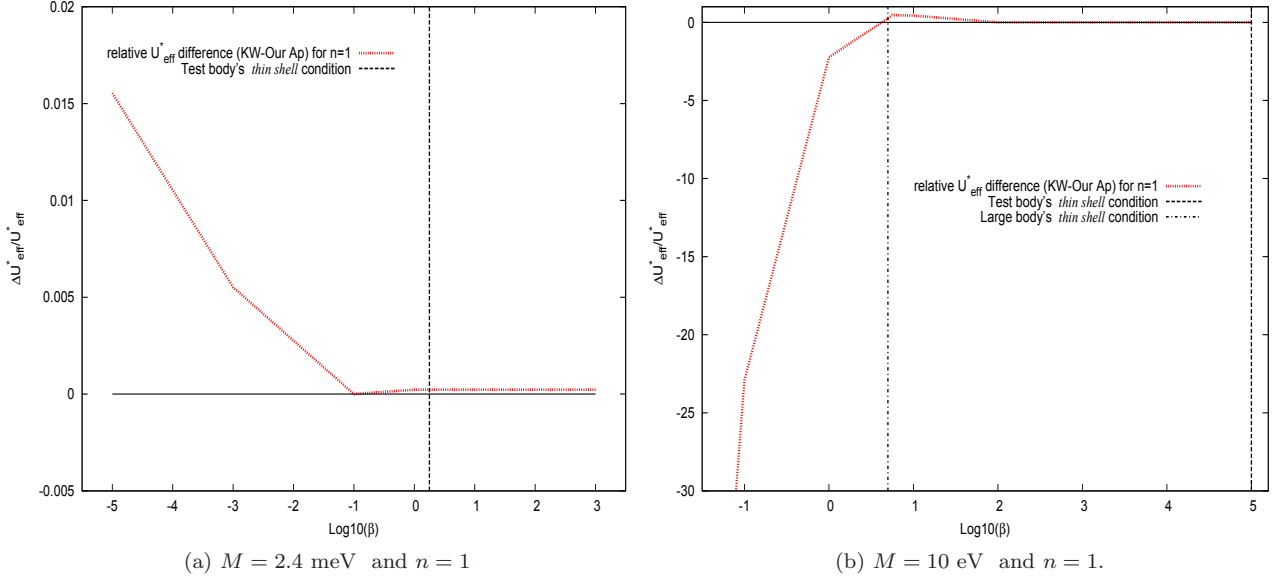 0.02
0.015
0.01
0.005
0
-0.005
ΔU*eff/U*eff
relative U*eff difference (KW-Our Ap) for n=1
Test body's thin shell condition
-5 -4 -3 -2 -1 0 1 2 3
Log10(β)
(a) M = 2.4 meV and n = 1
0
-5
-10
-15
-20
-25
-30
ΔU*eff/U*eff
relative U*eff difference (KW-Our Ap) for n=1
Test body's thin shell condition
Large body's thin shell condition
-1 0 1 2 3 4 5
Log10(β)
(b) M = 10 eV and n = 1.